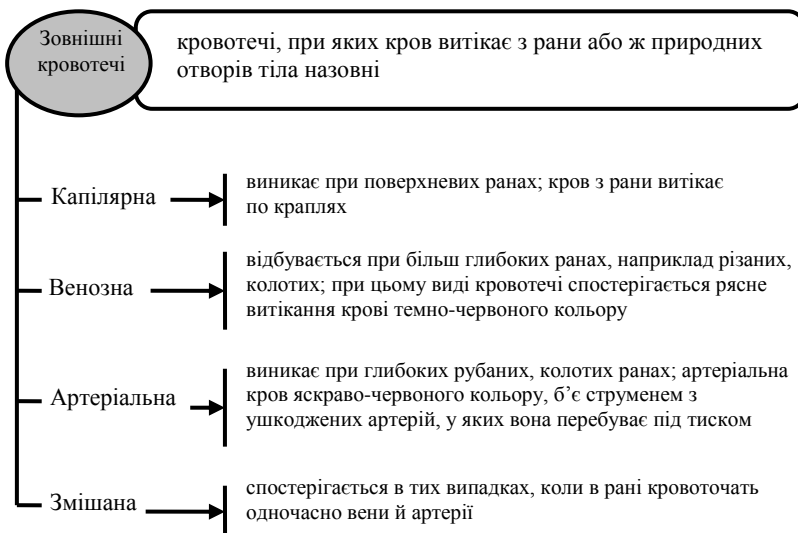 Зовнішні
кровотечі
кровотечі, при яких кров витікає з рани або ж природних
отворів тіла назовні
Капілярна
виникає при поверхневих ранах; кров з рани витікає
по краплях
Венозна
відбувається при більш глибоких ранах, наприклад різаних,
колотих; при цьому виді кровотечі спостерігається рясне
витікання крові темно-червоного кольору
Артеріальна
виникає при глибоких рубаних, колотих ранах; артеріальна
кров яскраво-червоного кольору, б’є струменем з
ушкоджених артерій, у яких вона перебуває під тиском
Змішана
спостерігається в тих випадках, коли в рані кровоточать
одночасно вени й артерії